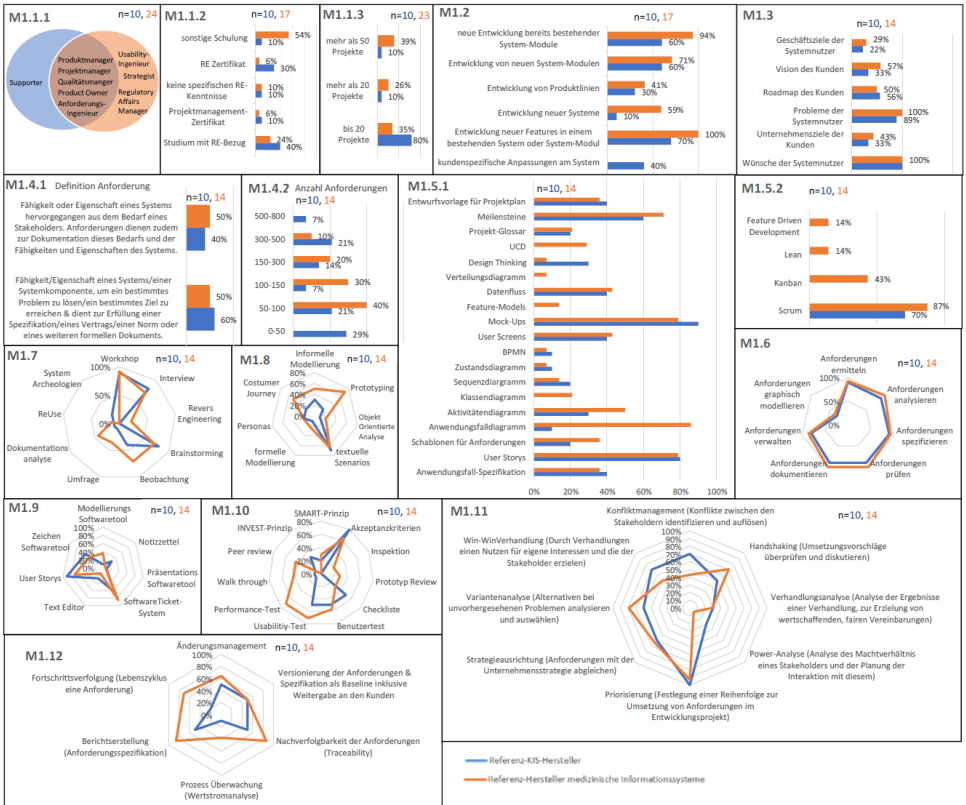 M1.1.1
n=10, 24
Supporter
Produktmanager
Projektmanager
Qualitätsmanger
Product Owner
Anforderungs-
Ingenieur
Usability-
Ingenieur
Strategist
Regulatory
Affairs
Manager
M1.1.2
n=10, 17
sonstige Schulung
54%
10%
RE Zertifikat
6%
30%
keine spezifischen RE-
Kenntnisse
10%
10%
Projektmanagement-
Zertifikat
6%
10%
Studium mit RE-Bezug
24%
40%
M1.1.3
n=10, 23
mehr als 50
Projekte
39%
10%
mehr als 20
Projekte
26%
10%
bis 20
Projekte
35%
80%
M1.2
n=10, 17
neue Entwicklung bereits bestehender
System-Module
94%
60%
Entwicklung von neuen System-Modulen
71%
60%
Entwicklung von Produktlinien
41%
30%
Entwicklung neuer Systeme
59%
10%
Entwicklung neuer Features in einem
bestehenden System oder System-Modul
100%
70%
kundenspezifische Anpassungen am System
40%
M1.3
n=10, 14
Geschäftsziele der
Systemnutzer
29%
22%
Vision des Kunden
57%
33%
Roadmap des Kunden
50%
56%
Probleme der
Systemnutzer
100%
89%
Unternehmensziele der
Kunden
43%
33%
Wünsche der Systemnutzer
100%
M1.4.1 Definition Anforderung
n=10, 14
Fähigkeit oder Eigenschaft eines Systems
hervorgegangen aus dem Bedarf eines
Stakeholders. Anforderungen dienen zudem
zur Dokumentation dieses Bedarfs und der
Fähigkeiten und Eigenschaften des Systems.
50%
40%
Fähigkeit/Eigenschaft eines Systems/einer
Systemkomponente, um ein bestimmtes
Problem zu lösen/ein bestimmtes Ziel zu
erreichen & dient zur Erfüllung einer
Spezifikation/eines Vertrags/einer Norm oder
eines weiteren formellen Dokuments.
50%
60%
M1.4.2 Anzahl Anforderungen
n=10, 14
500-800
7%
300-500
10%
21%
150-300
20%
14%
100-150
30%
7%
50-100
40%
21%
0-50
29%
M1.5.1
n=10, 14
Entwurfsvorlage für Projektplan
Meilensteine
Projekt-Glossar
UCD
Design Thinking
Verteilungsdiagramm
Datenfluss
Feature-Models
Mock-Ups
User Screens
BPMN
Zustandsdiagramm
Sequenzdiagramm
Klassendiagramm
Aktivitätendiagramm
Anwendungsfalldiagramm
Schablonen für Anforderungen
User Storys
Anwendungsfall-Spezifikation
0% 20% 40% 60% 80% 100%
M1.5.2
n=10, 14
Feature Driven
Development
14%
Lean
14%
Kanban
43%
Scrum
87%
70%
M1.6
n=10, 14
Anforderungen
ermitteln
Anforderungen
analysieren
Anforderungen
spezifizieren
Anforderungen
prüfen
Anforderungen
dokumentieren
Anforderungen
verwalten
Anforderungen
graphisch
modellieren
100%
50%
0%
M1.7
n=10, 14
Workshop
Interview
Revers
Engineering
Brainstorming
Beobachtung
Umfrage
Dokumentations
analyse
ReUse
System
Archeologien
100%
50%
0%
M1.8
n=10, 14
Informelle
Modellierung
Prototyping
Objekt
Orientierte
Analyse
textuelle
Szenarios
formelle
Modellierung
Personas
Costumer
Journey
80%
60%
40%
20%
0%
M1.9
n=10, 14
Modellierungs
Softwaretool
Notizzettel
Präsentations
Softwaretool
SoftwareTicket-
System
Text Editor
User Storys
Zeichen
Softwaretool
100%
80%
60%
40%
20%
0%
M1.10
n=10, 14
SMART-Prinzip
Akzeptanzkriterien
Inspektion
Prototyp Review
Checkliste
Benutzertest
Usabilitiy-Test
Performance-Test
Walk through
Peer review
INVEST-Prinzip
80%
60%
40%
20%
0%
M1.11
n=10, 14
Konfliktmanagement (Konflikte zwischen den
Stakeholdern identifizieren und auflösen)
Handshaking (Umsetzungsvorschläge
überprüfen und diskutieren)
Verhandlungsanalyse (Analyse der Ergebnisse
einer Verhandlung, zur Erzielung von
wertschaffenden, fairen Vereinbarungen)
Power-Analyse (Analyse des Machtverhältnis
eines Stakeholders und der Planung der
Interaktion mit diesem)
Priorisierung (Festlegung einer Reihenfolge zur
Umsetzung von Anforderungen im
Entwicklungsprojekt)
Strategieausrichtung (Anforderungen mit der
Unternehmensstrategie abgleichen)
Variantenanalyse (Alternativen bei
unvorhergesehenen Problemen analysieren
und auswählen)
Win-WinVerhandlung (Durch Verhandlungen
einen Nutzen für eigene Interessen und die der
Stakeholder erzielen)
100%
90%
80%
70%
60%
50%
40%
30%
20%
10%
0%
M1.12
n=10, 14
Änderungsmanagement
Versionierung der Anforderungen &
Spezifikation als Baseline inklusive
Weitergabe an den Kunden
Nachverfolgbarkeit der Anforderungen
(Traceability)
Prozess Überwachung
(Wertstromanalyse)
Berichtserstellung
(Anforderungsspezifikation)
Fortschrittsverfolgung (Lebenszyklus
eine Anforderung)
100%
80%
60%
40%
20%
0%
Referenz-KIS-Hersteller
Referenz-Hersteller medizinische Informationssysteme